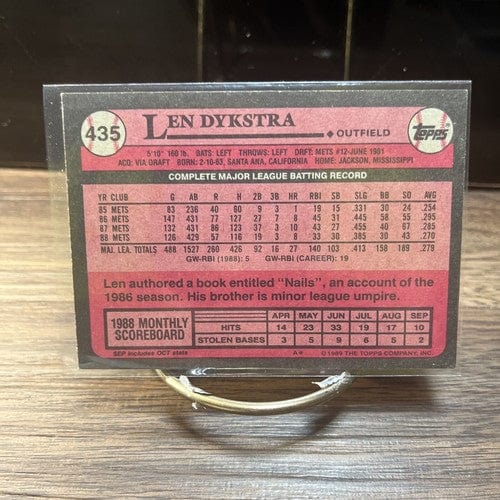 435
LEN DYKSTRA
OUTFIELD
Topps
5'10" 160 lb. BATS: LEFT THROWS: LEFT DRFT: METS #12-JUNE 1981
ACQ: VIA DRAFT BORN: 2-10-63, SANTA ANA, CALIFORNIA HOME: JACKSON, MISSISSIPPI
COMPLETE MAJOR LEAGUE BATTING RECORD
YR CLUB G AB R H 2B 3B HR RBI SB SLG BB SO AVG
85 METS 83 236 40 60 9 3 1 19 15 .331 30 24 .254
86 METS 147 431 77 127 27 7 8 45 31 .445 58 55 .295
87 METS 132 431 86 123 37 3 10 43 27 .455 40 67 .285
88 METS 126 429 57 116 19 3 8 33 30 .385 30 43 .270
MAJ. LEA. TOTALS 488 1527 260 426 92 16 27 140 103 .413 158 189 .279
GW-RBI (1988): 5 GW-RBI (CAREER): 19
Len authored a book entitled "Nails", an account of the
1986 season. His brother is minor league umpire.
1988 MONTHLY
SCOREBOARD
APR MAY JUN JUL AUG SEP
HITS 14 23 33 19 17 10
STOLEN BASES 3 5 9 6 5 2
SEP includes OCT stats
A* ©1989 THE TOPPS COMPANY, INC.